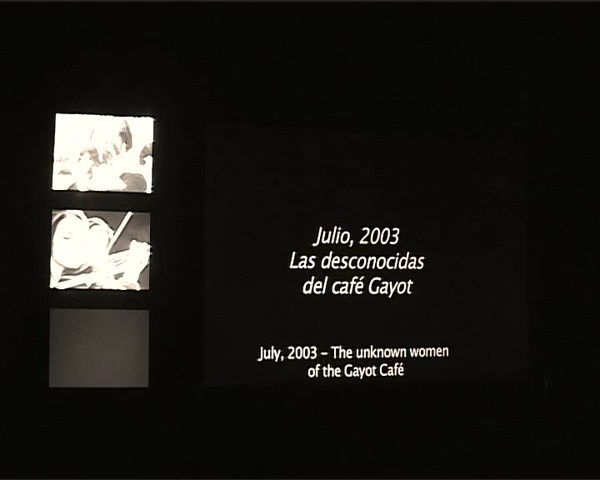 Julio, 2003
Las desconocidas
del café Gayot
July, 2003 – The unknown women
of the Gayot Café